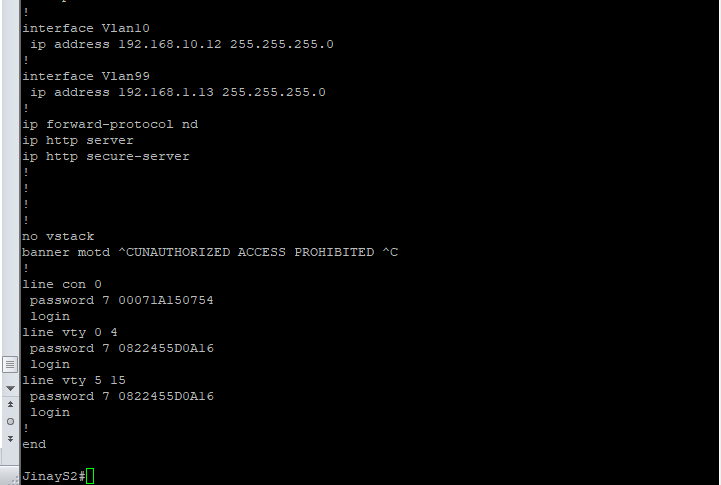 !
interface Vlan10
 ip address 192.168.10.12 255.255.255.0
!
interface Vlan99
 ip address 192.168.1.13 255.255.255.0
!
ip forward-protocol nd
ip http server
ip http secure-server
!
!
!
!
no vstack
banner motd ^CUNAUTHORIZED ACCESS PROHIBITED ^C
!
line con 0
 password 7 00071A150754
 login
line vty 0 4
 password 7 0822455D0A16
 login
line vty 5 15
 password 7 0822455D0A16
 login
!
end
JinayS2#